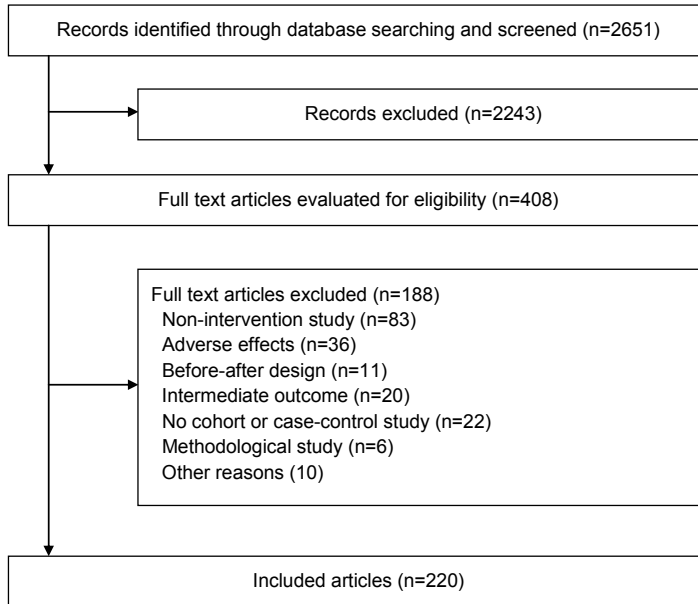 Records identified through database searching and screened (n=2651)
Records excluded (n=2243)
Full text articles evaluated for eligibility (n=408)
Full text articles excluded (n=188)
Non-intervention study (n=83)
Adverse effects (n=36)
Before-after design (n=11)
Intermediate outcome (n=20)
No cohort or case-control study (n=22)
Methodological study (n=6)
Other reasons (10)
Included articles (n=220)